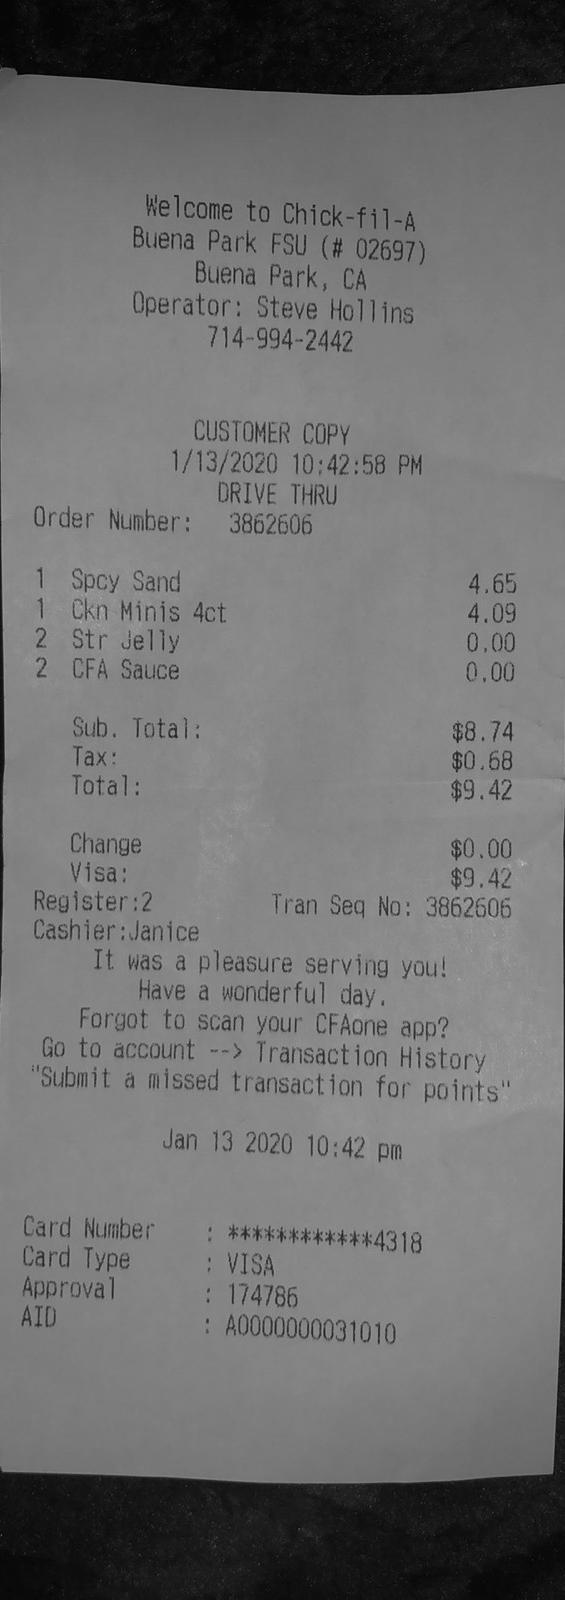 Welcome to Chick-fil-A
Buena Park FSU (# 02697)
Buena Park, CA
Operator: Steve Hollins
714-994-2442
CUSTOMER COPY
1/13/2020 10:42:58 PM
DRIVE THRU
Order Number: 3862606
1 Spcy Sand 4.65
1 Ckn Minis 4ct 4.09
2 Str Jelly 0.00
2 CFA Sauce 0.00
Sub. Total: $8.74
Tax: $0.68
Total: $9.42
Change $0.00
Visa: $9.42
Register:2 Tran Seq No: 3862606
Cashier:Janice
It was a pleasure serving you!
Have a wonderful day.
Forgot to scan your CFAone app?
Go to account --> Transaction History
"Submit a missed transaction for points"
Jan 13 2020 10:42 pm
Card Number : ************4318
Card Type : VISA
Approval : 174786
AID : A0000000031010